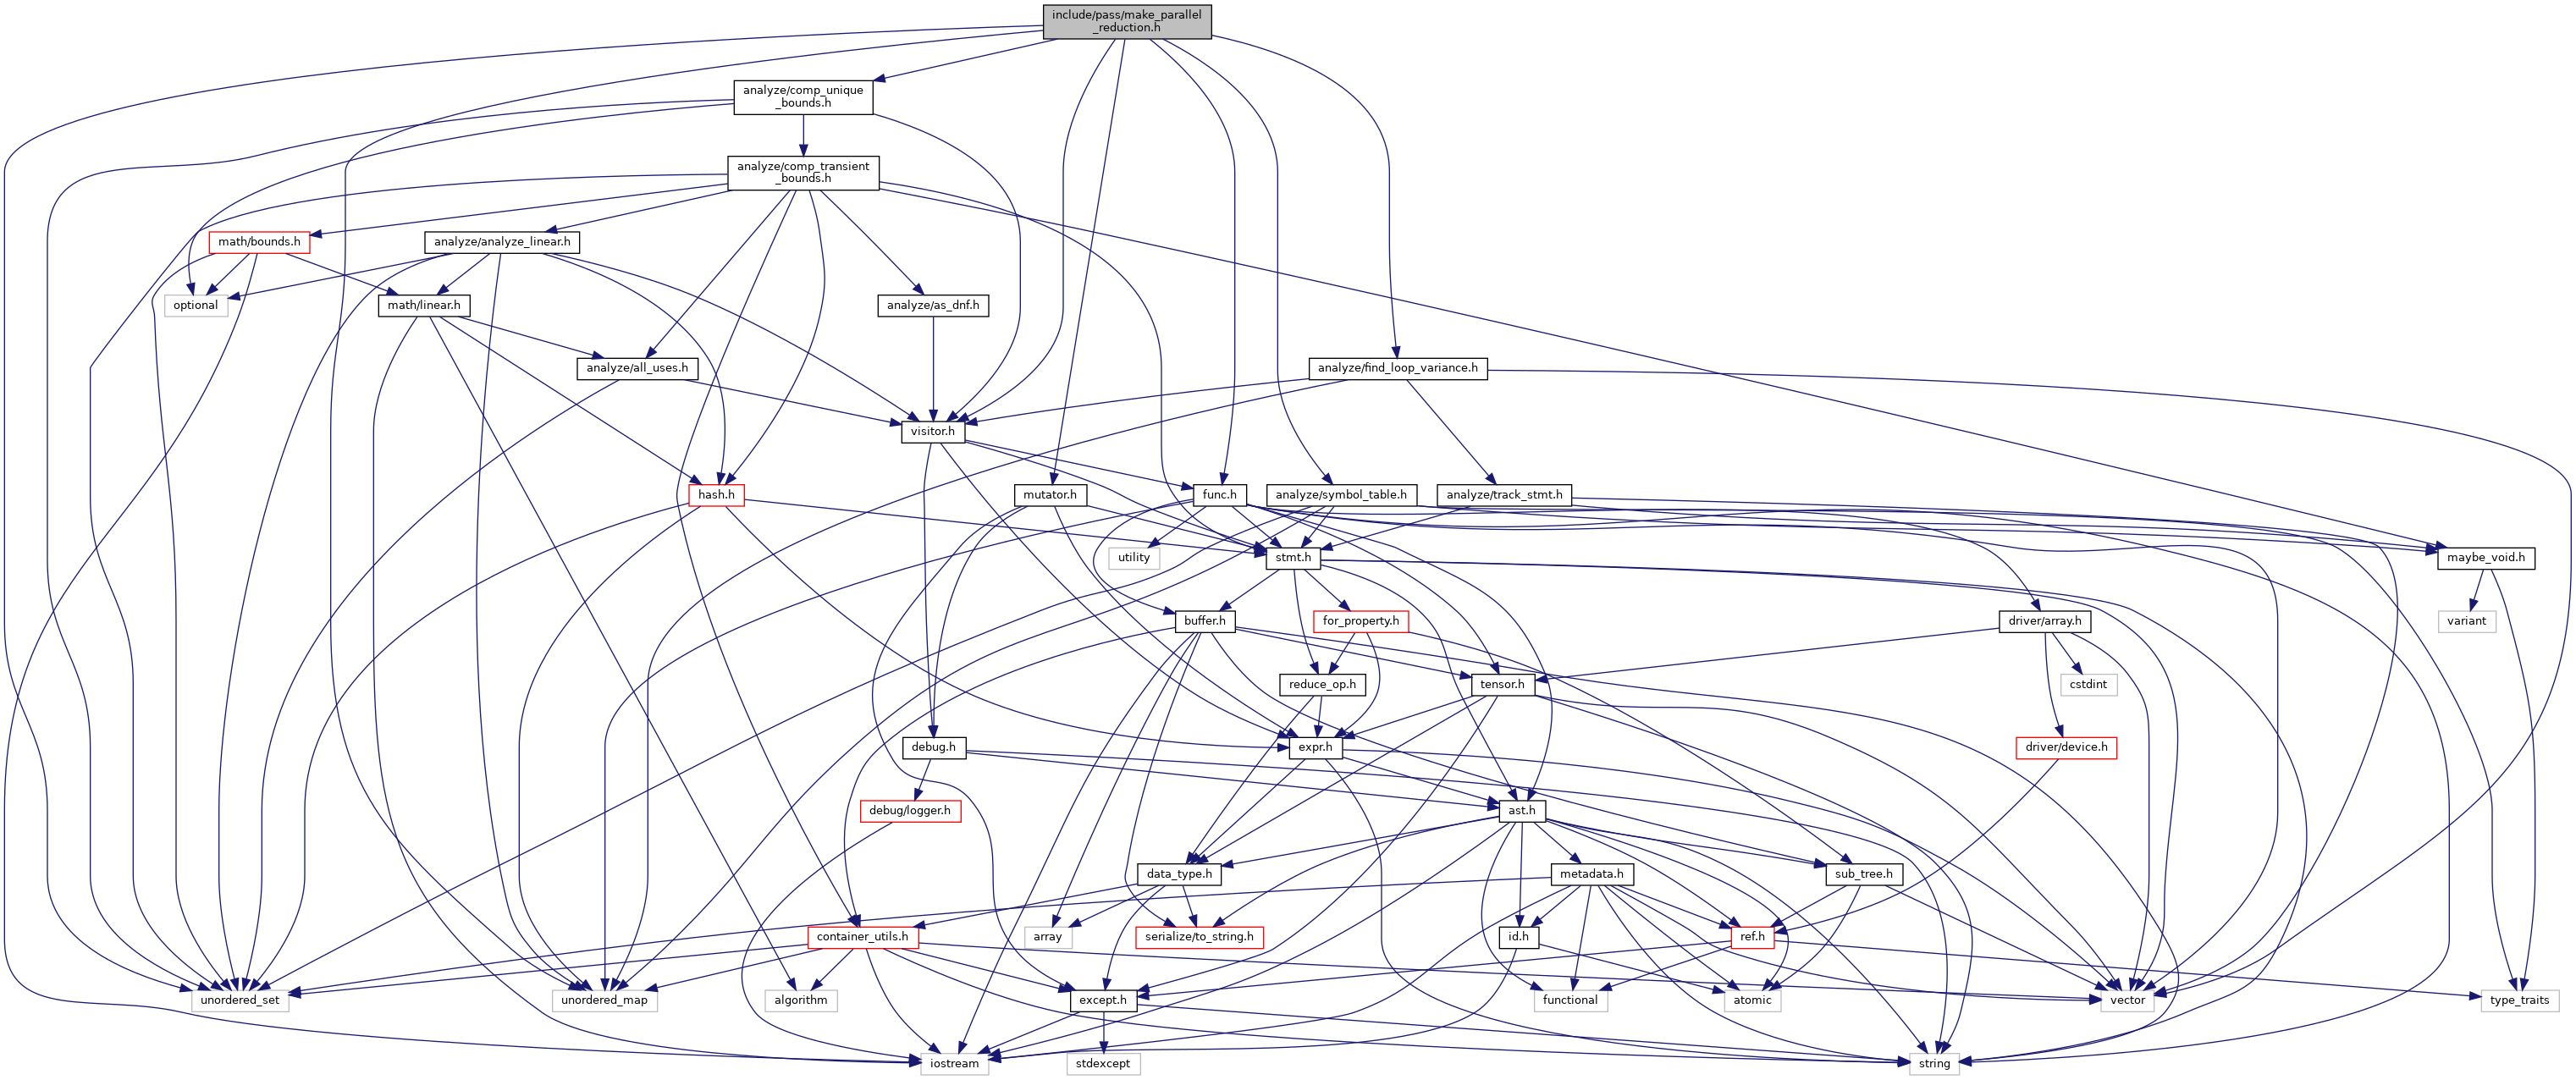 include/pass/make_parallel
_reduction.h
analyze/comp_unique
_bounds.h
analyze/comp_transient
_bounds.h
math/bounds.h
analyze/analyze_linear.h
optional
math/linear.h
analyze/as_dnf.h
analyze/all_uses.h
analyze/find_loop_variance.h
visitor.h
hash.h
mutator.h
func.h
analyze/symbol_table.h
analyze/track_stmt.h
utility
stmt.h
maybe_void.h
buffer.h
for_property.h
driver/array.h
variant
reduce_op.h
tensor.h
cstdint
debug.h
expr.h
driver/device.h
debug/logger.h
ast.h
data_type.h
metadata.h
sub_tree.h
container_utils.h
array
serialize/to_string.h
id.h
ref.h
unordered_set
unordered_map
algorithm
except.h
functional
atomic
vector
type_traits
iostream
stdexcept
string